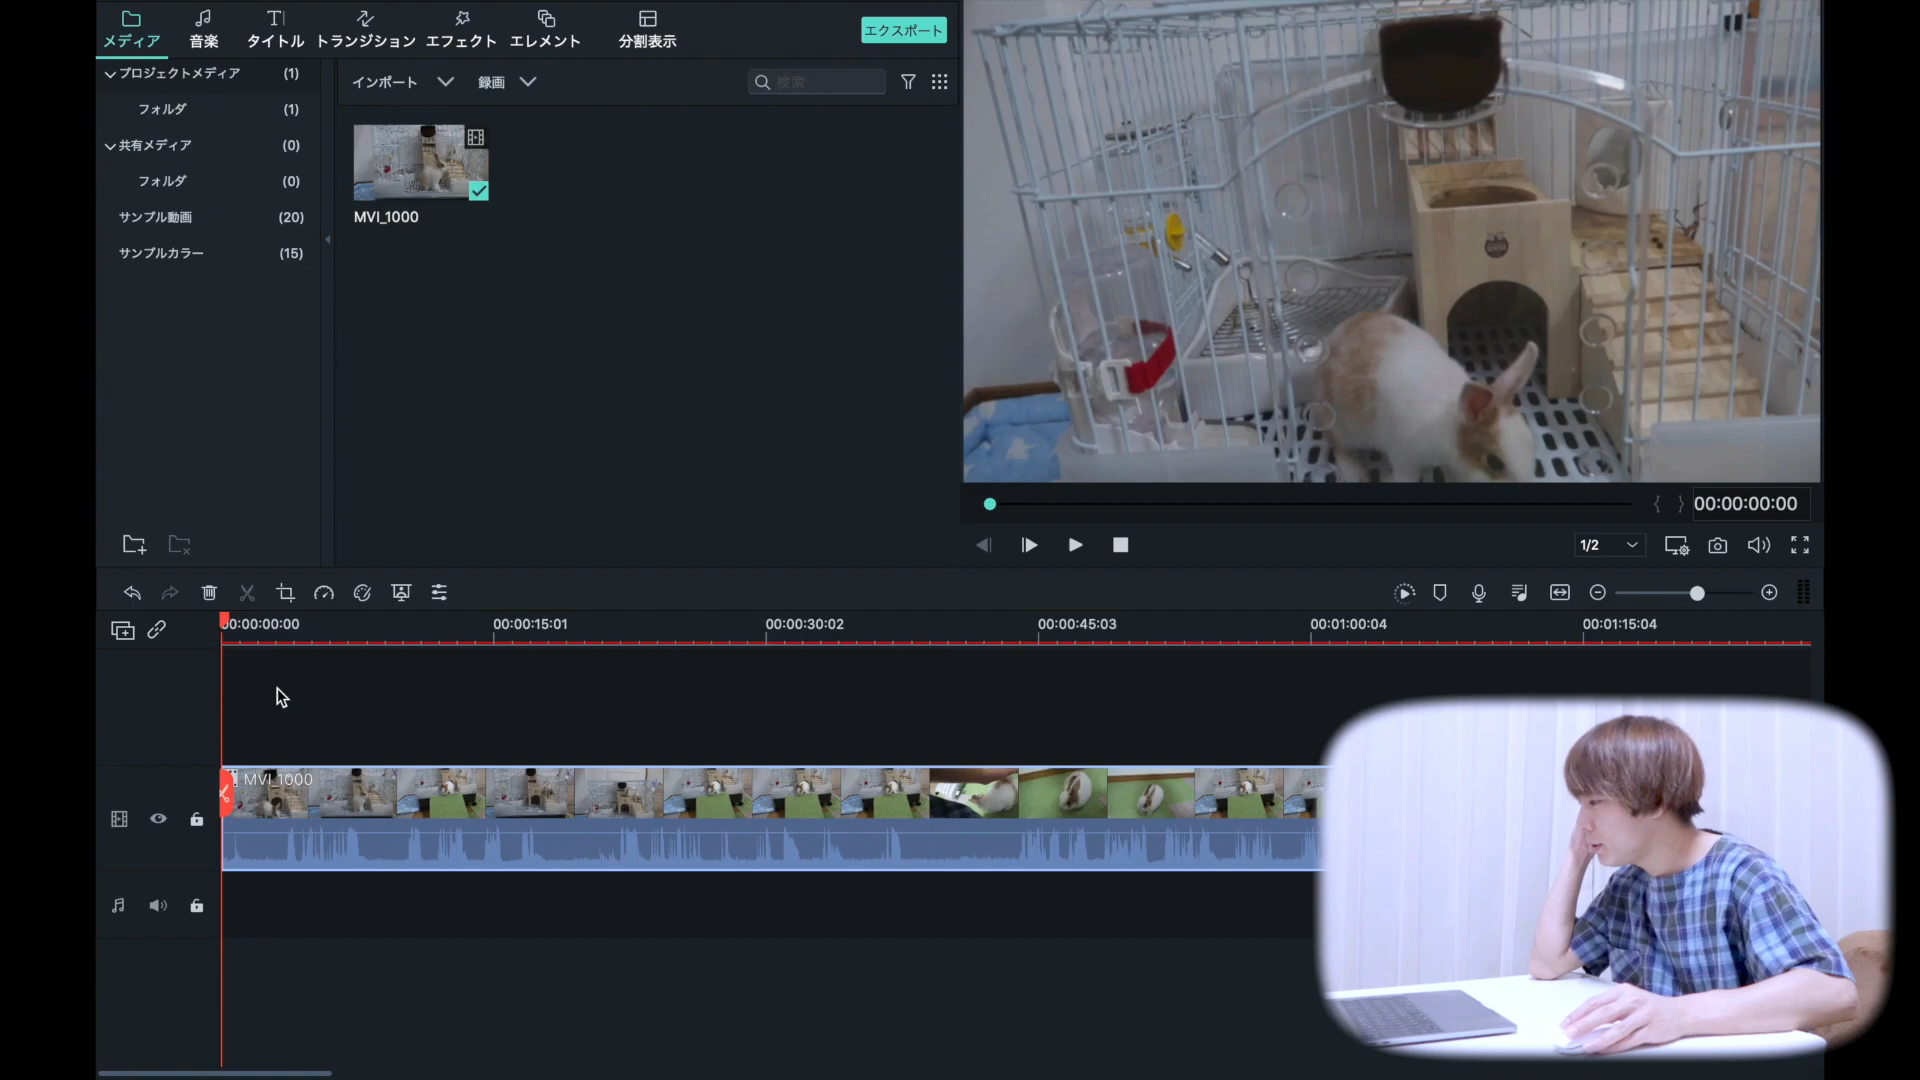 メディア
音楽
タイトル
トランジション
エフェクト
エレメント
分割表示
エクスポート
プロジェクトメディア (1)
フォルダ (1)
共有メディア (0)
フォルダ (0)
サンプル動画 (20)
サンプルカラー (15)
インポート
録画
検索
MVI_1000
00:00:00:00
1/2
00:00:00:00
00:00:15:01
00:00:30:02
00:00:45:03
00:01:00:04
00:01:15:04
MVI_1000